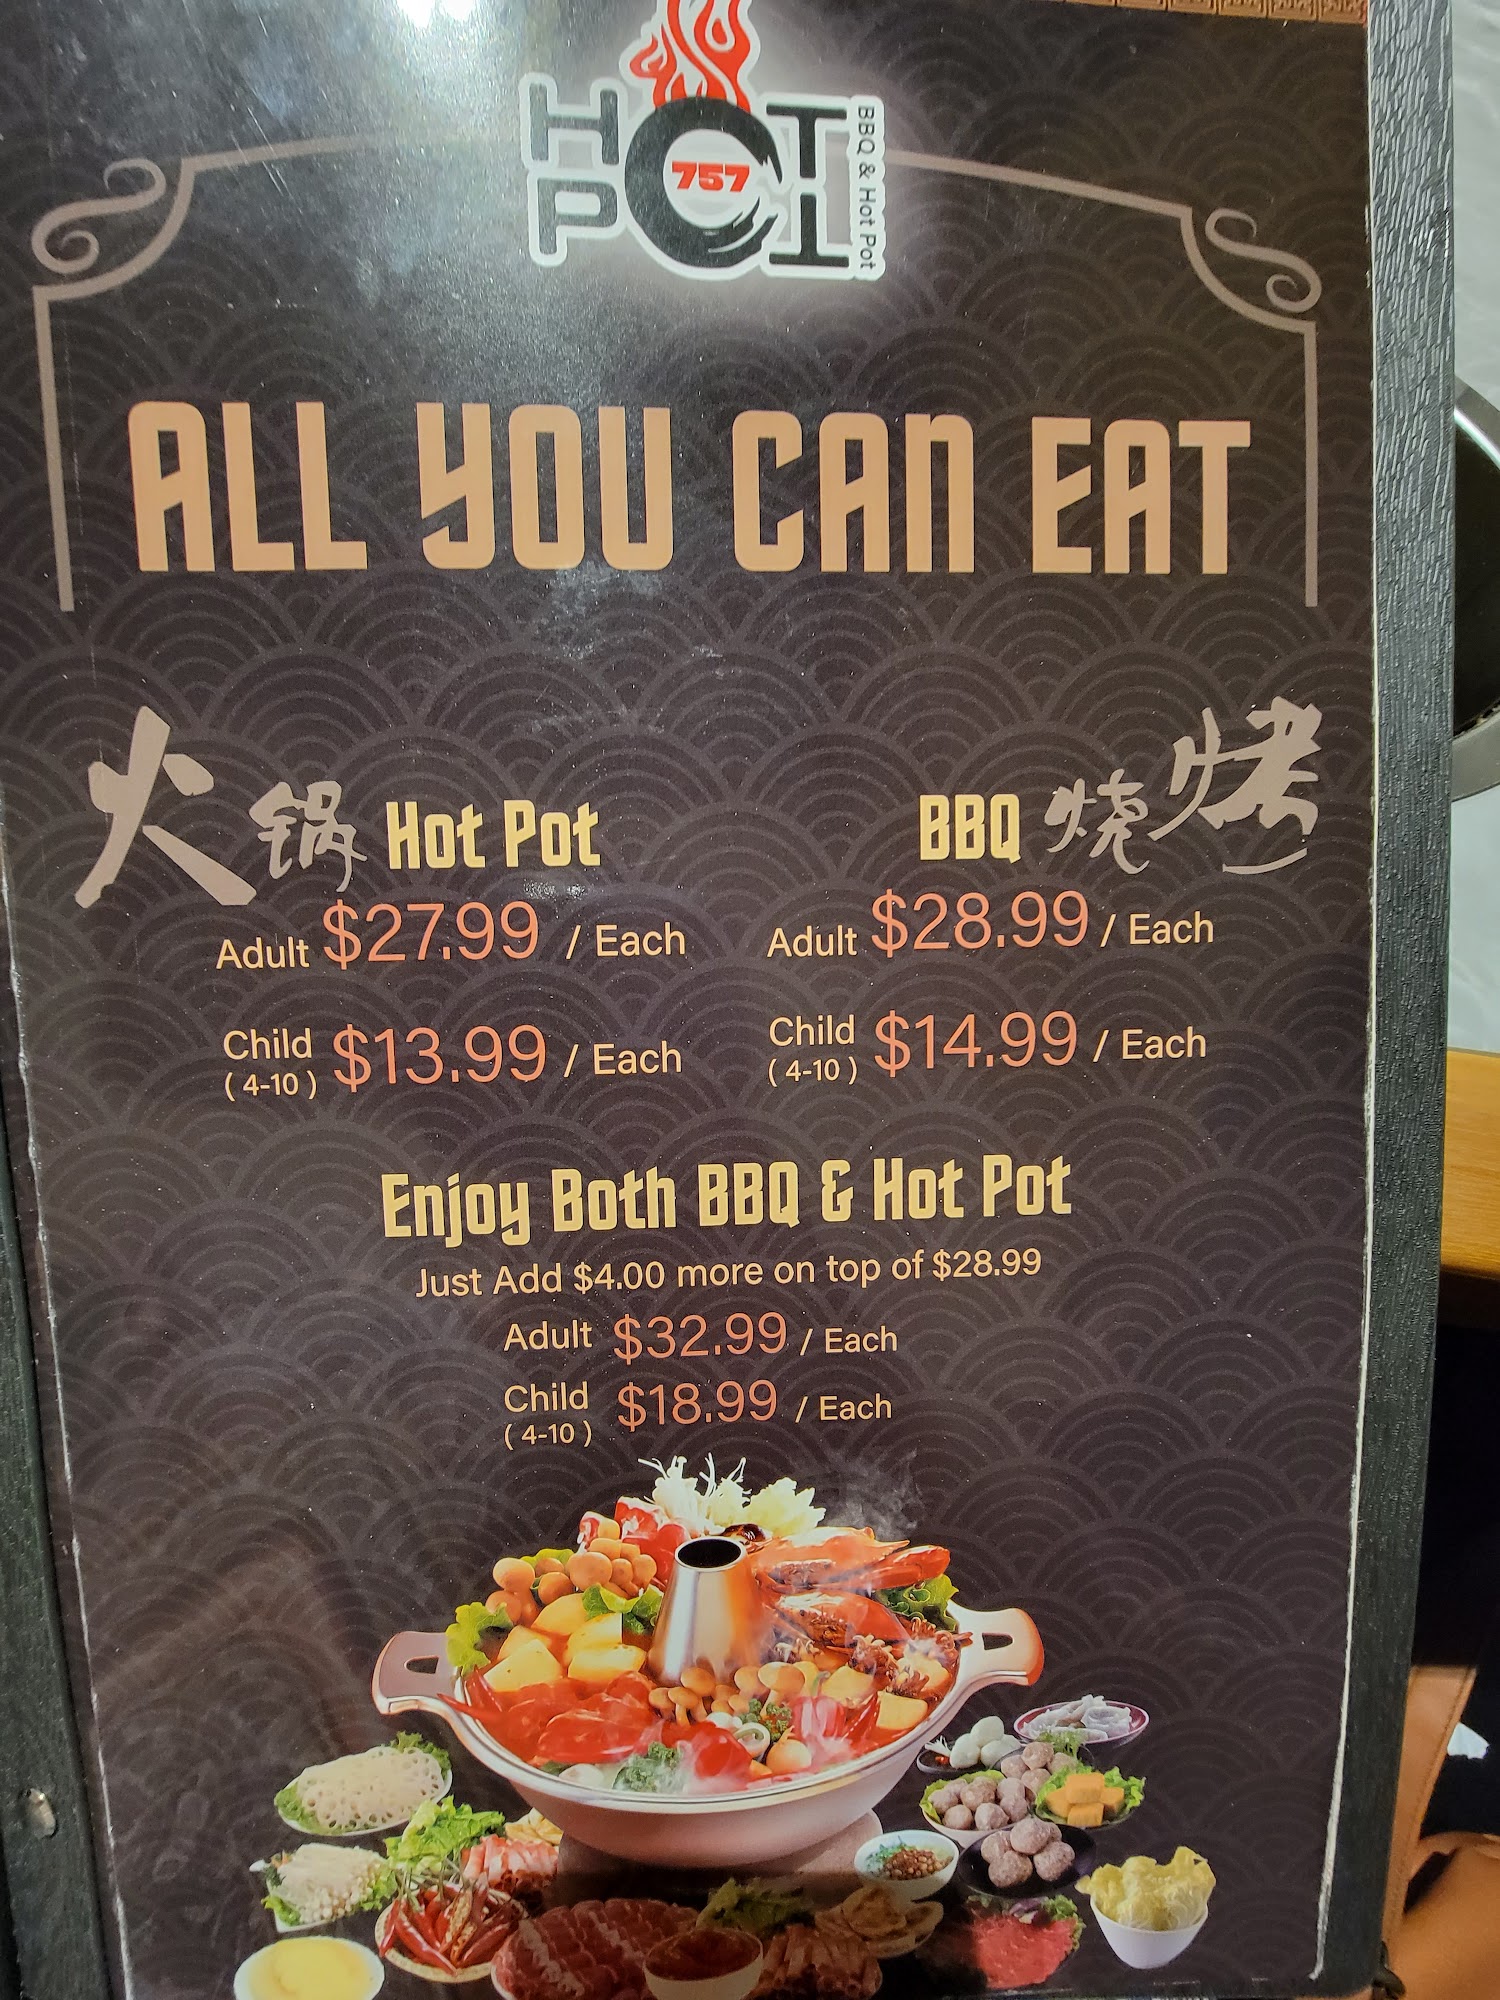 HOT
POT
757
BBQ & Hot Pot
ALL YOU CAN EAT
火锅 Hot Pot
Adult $27.99 / Each
Child $13.99 / Each
( 4-10 )
BBQ 烧烤
Adult $28.99 / Each
Child $14.99 / Each
( 4-10 )
Enjoy Both BBQ & Hot Pot
Just Add $4.00 more on top of $28.99
Adult $32.99 / Each
Child $18.99 / Each
( 4-10 )